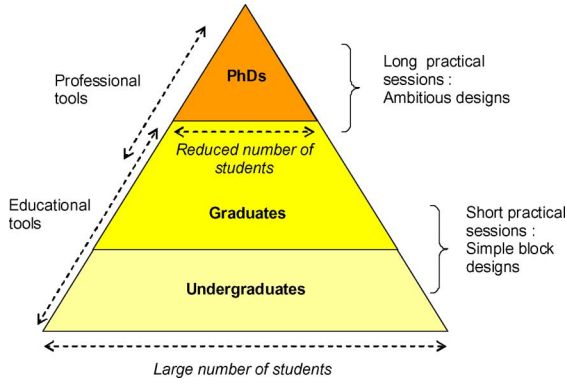 PhDs
Professional
tools
Long practical
sessions :
Ambitious designs
Reduced number of
students
Educational
tools
Graduates
Short practical
sessions :
Simple block
designs
Undergraduates
Large number of students